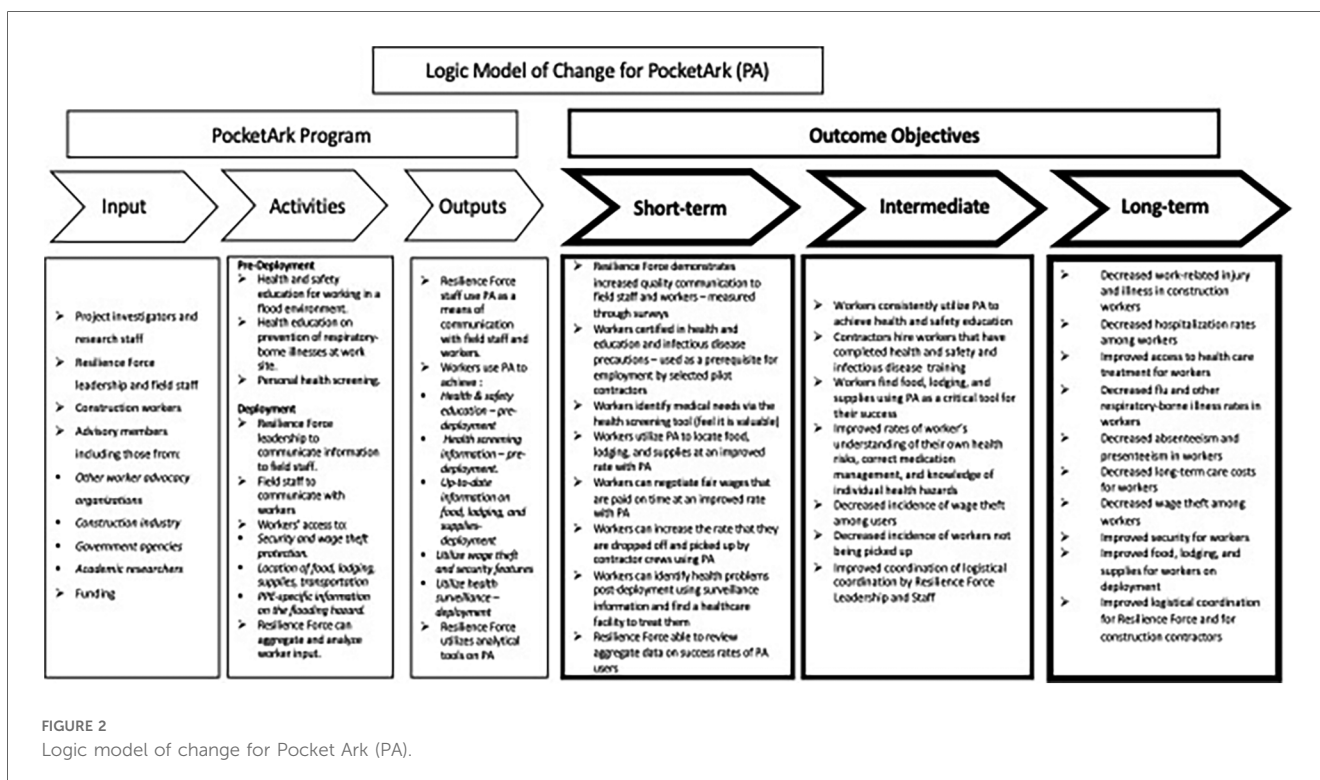 Logic Model of Change for PocketArk (PA)
PocketArk Program
Outcome Objectives
Input
Activities
Outputs
Short-term
Intermediate
Long-term
➢ Project investigators and
research staff
➢ Resilience Force
leadership and field staff
➢ Construction workers
➢ Advisory members
including those from:
• Other worker advocacy
organizations
• Construction industry
• Government agencies
• Academic researchers
➢ Funding
Pre-Deployment
➢ Health and safety
education for working in a
flood environment.
➢ Health education on
prevention of respiratory-
borne illnesses at work
site.
➢ Personal health screening.
Deployment
➢ Resilience Force
leadership to
communicate information
to field staff.
➢ Field staff to
communicate with
workers
➢ Workers' access to:
• Security and wage theft
protection.
• Location of food, lodging,
supplies, transportation
• PPE-specific information
on the flooding hazard.
➢ Resilience Force can
aggregate and analyze
worker input.
➢ Resilience Force
staff use PA as a
means of
communication
with field staff and
workers.
➢ Workers use PA to
achieve :
• Health & safety
education – pre-
deployment
• Health screening
information – pre-
deployment.
• Up-to-date
information on
food, lodging, and
supplies-
deployment
• Utilize wage theft
and security features
• Utilize health
surveillance –
deployment
➢ Resilience Force
utilizes analytical
tools on PA
➢ Resilience Force demonstrates
increased quality communication to
field staff and workers – measured
through surveys
➢ Workers certified in health and
education and infectious disease
precautions – used as a prerequisite for
employment by selected pilot
contractors
➢ Workers identify medical needs via the
health screening tool (feel it is valuable)
➢ Workers utilize PA to locate food,
lodging, and supplies at an improved
rate with PA
➢ Workers can negotiate fair wages that
are paid on time at an improved rate
with PA
➢ Workers can increase the rate that they
are dropped off and picked up by
contractor crews using PA
➢ Workers can identify health problems
post-deployment using surveillance
information and find a healthcare
facility to treat them
➢ Resilience Force able to review
aggregate data on success rates of PA
users
➢ Workers consistently utilize PA to
achieve health and safety education
➢ Contractors hire workers that have
completed health and safety and
infectious disease training
➢ Workers find food, lodging, and
supplies using PA as a critical tool for
their success
➢ Improved rates of worker's
understanding of their own health
risks, correct medication
management, and knowledge of
individual health hazards
➢ Decreased incidence of wage theft
among users
➢ Decreased incidence of workers not
being picked up
➢ Improved coordination of logistical
coordination by Resilience Force
Leadership and Staff
➢ Decreased work-related injury
and illness in construction
workers
➢ Decreased hospitalization rates
among workers
➢ Improved access to health care
treatment for workers
➢ Decreased flu and other
respiratory-borne illness rates in
workers
➢ Decreased absenteeism and
presenteeism in workers
➢ Decreased long-term care costs
for workers
➢ Decreased wage theft among
workers
➢ Improved security for workers
➢ Improved food, lodging, and
supplies for workers on
deployment
➢ Improved logistical coordination
for Resilience Force and for
construction contractors
FIGURE 2
Logic model of change for Pocket Ark (PA).